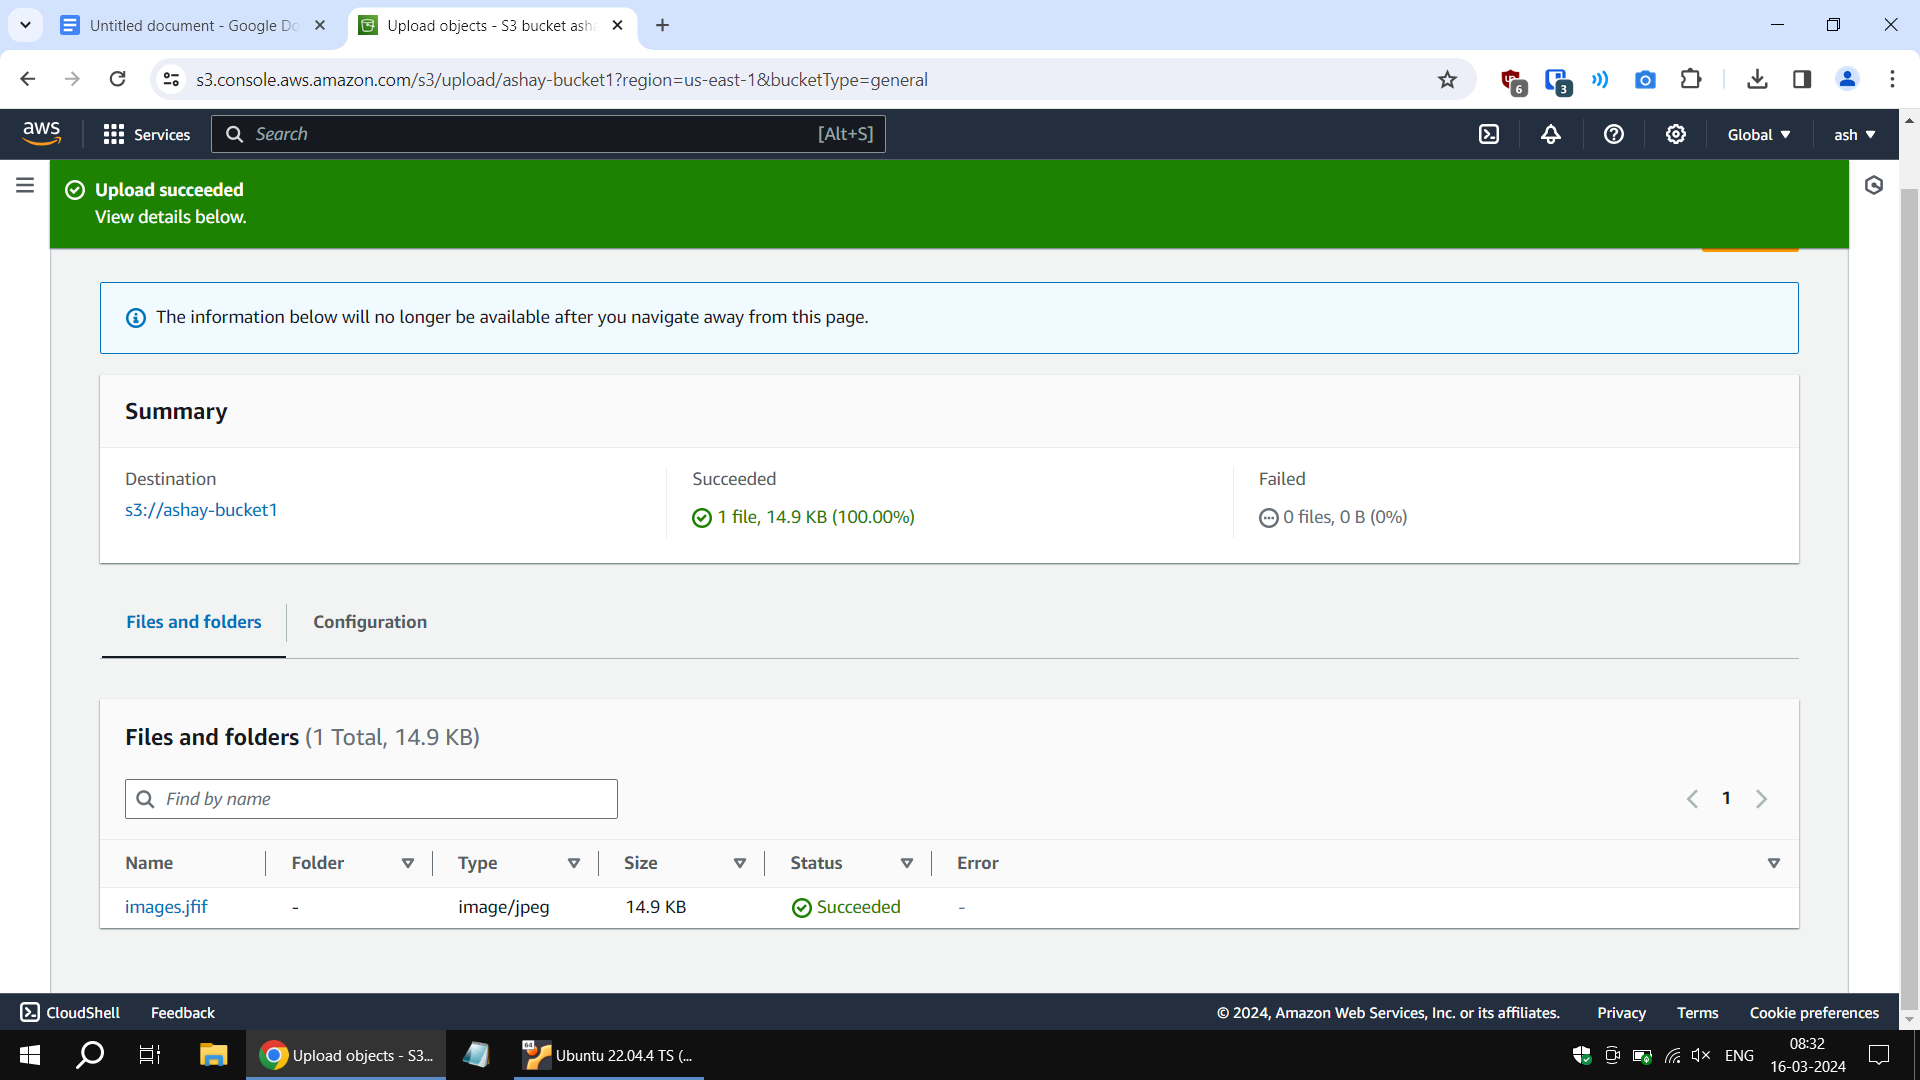 Untitled document - Google Do
Upload objects - S3 bucket asha
s3.console.aws.amazon.com/s3/upload/ashay-bucket1?region=us-east-1&bucketType=general
6
3
aws
Services
Search
[Alt+S]
Global
ash
Upload succeeded
View details below.
The information below will no longer be available after you navigate away from this page.
Summary
Destination
s3://ashay-bucket1
Succeeded
1 file, 14.9 KB (100.00%)
Failed
0 files, 0 B (0%)
Files and folders
Configuration
Files and folders (1 Total, 14.9 KB)
Find by name
1
Name Folder Type Size Status Error
images.jfif - image/jpeg 14.9 KB Succeeded -
CloudShell Feedback © 2024, Amazon Web Services, Inc. or its affiliates. Privacy Terms Cookie preferences
Upload objects - S3...
64
Ubuntu 22.04.4 TS (...
ENG
08:32
16-03-2024